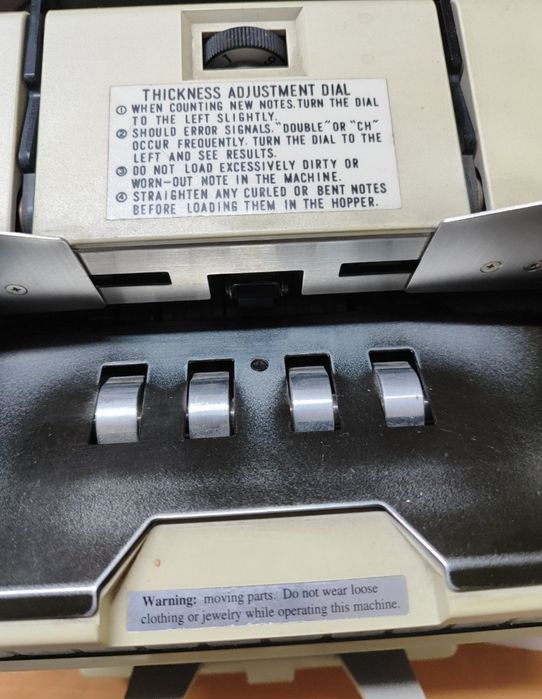 THICKNESS ADJUSTMENT DIAL
① WHEN COUNTING NEW NOTES, TURN THE DIAL
TO THE LEFT SLIGHTLY.
② SHOULD ERROR SIGNALS, "DOUBLE" OR "CH"
OCCUR FREQUENTLY. TURN THE DIAL TO THE
LEFT AND SEE RESULTS.
③ DO NOT LOAD EXCESSIVELY DIRTY OR
WORN-OUT NOTE IN THE MACHINE.
④ STRAIGHTEN ANY CURLED OR BENT NOTES
BEFORE LOADING THEM IN THE HOPPER.
Warning: moving parts. Do not wear loose
clothing or jewelry while operating this machine.